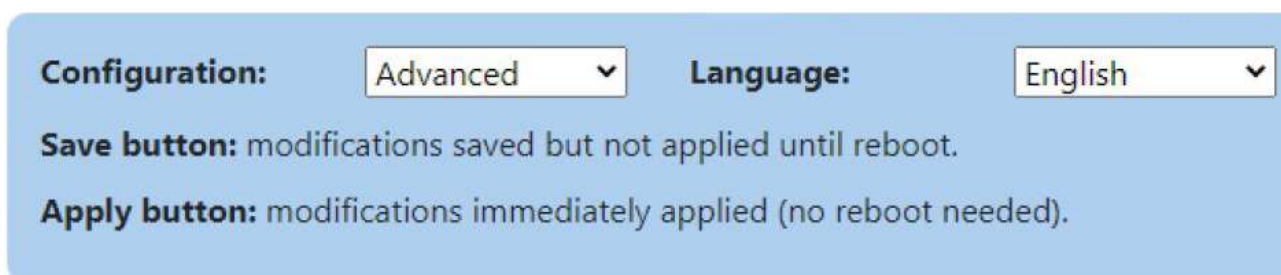 Configuration: Advanced Language: English
Save button: modifications saved but not applied until reboot.
Apply button: modifications immediately applied (no reboot needed).